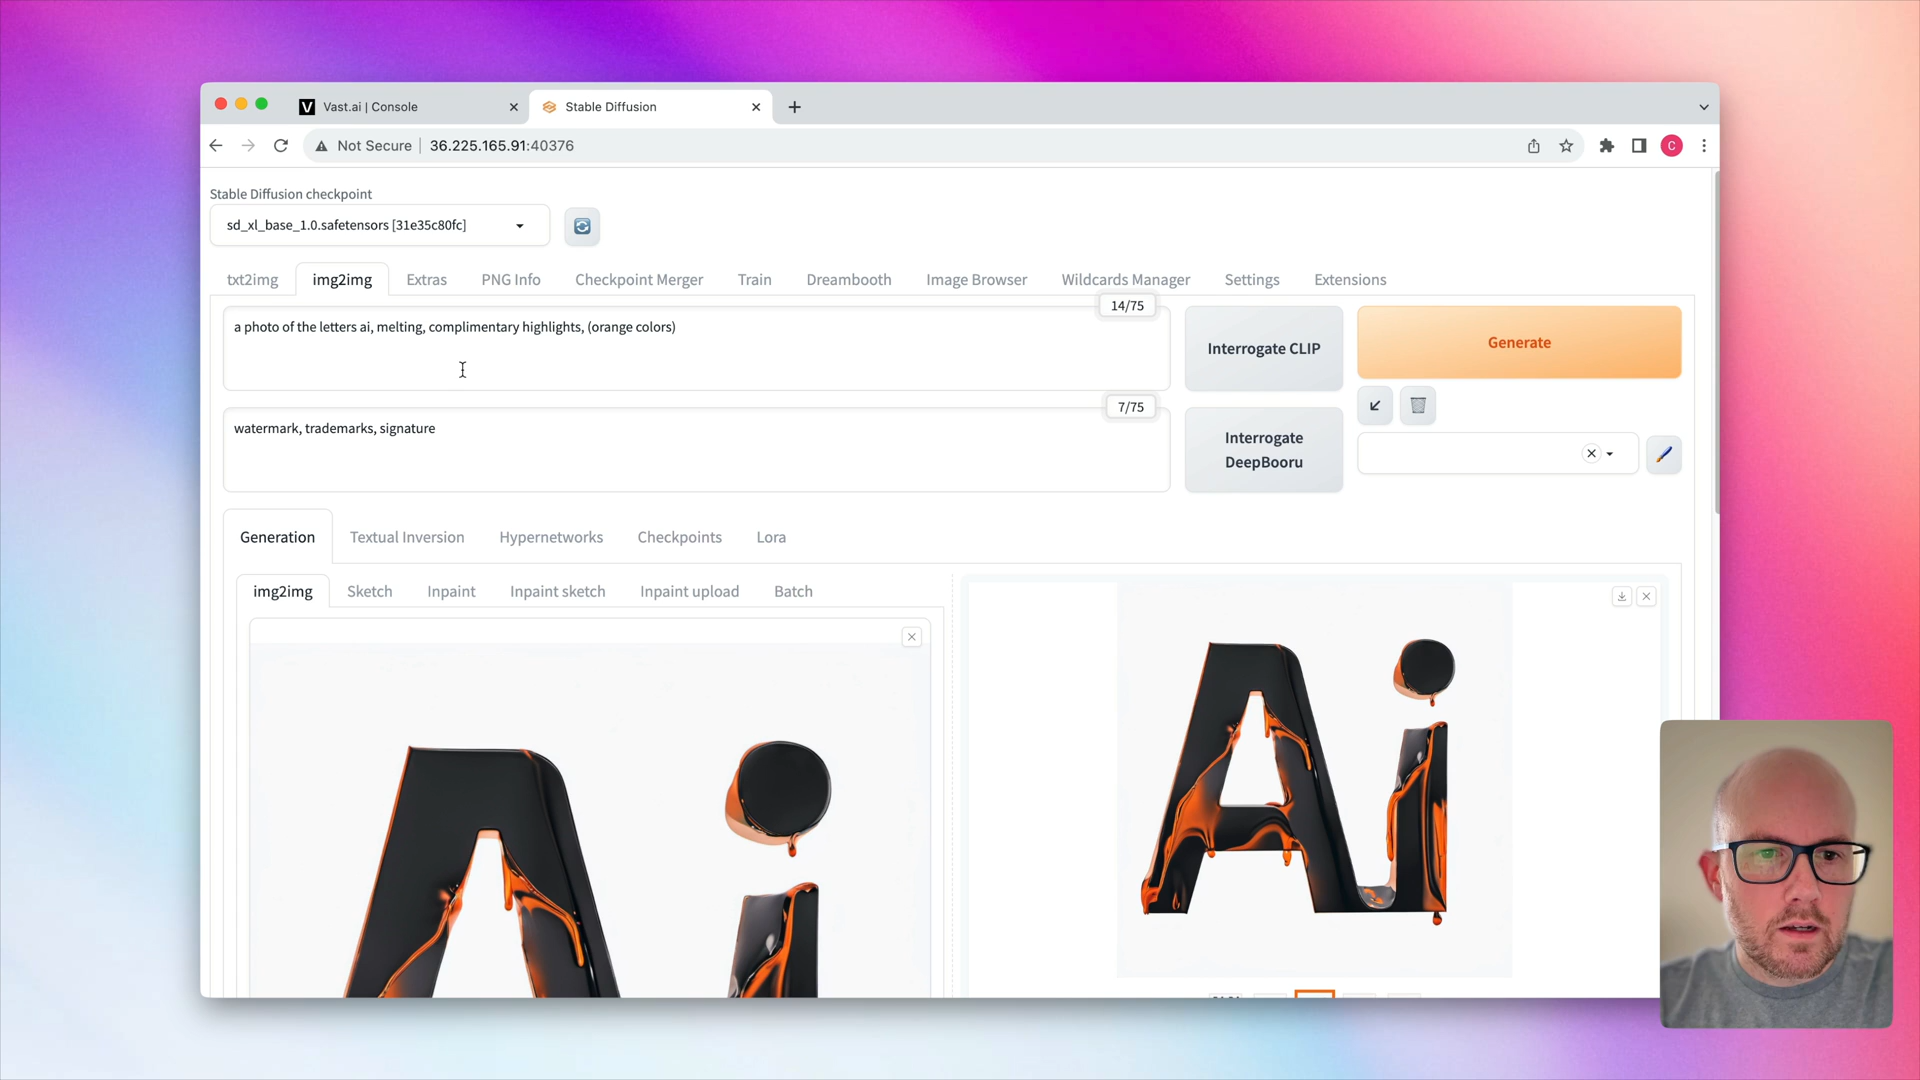 Vast.ai | Console
Stable Diffusion
Not Secure
36.225.165.91:40376
C
Stable Diffusion checkpoint
sd_xl_base_1.0.safetensors [31e35c80fc]
txt2img
img2img
Extras
PNG Info
Checkpoint Merger
Train
Dreambooth
Image Browser
Wildcards Manager
Settings
Extensions
14/75
a photo of the letters ai, melting, complimentary highlights, (orange colors)
Interrogate CLIP
Generate
7/75
watermark, trademarks, signature
Interrogate
DeepBooru
Generation
Textual Inversion
Hypernetworks
Checkpoints
Lora
img2img
Sketch
Inpaint
Inpaint sketch
Inpaint upload
Batch
Ai
Ai